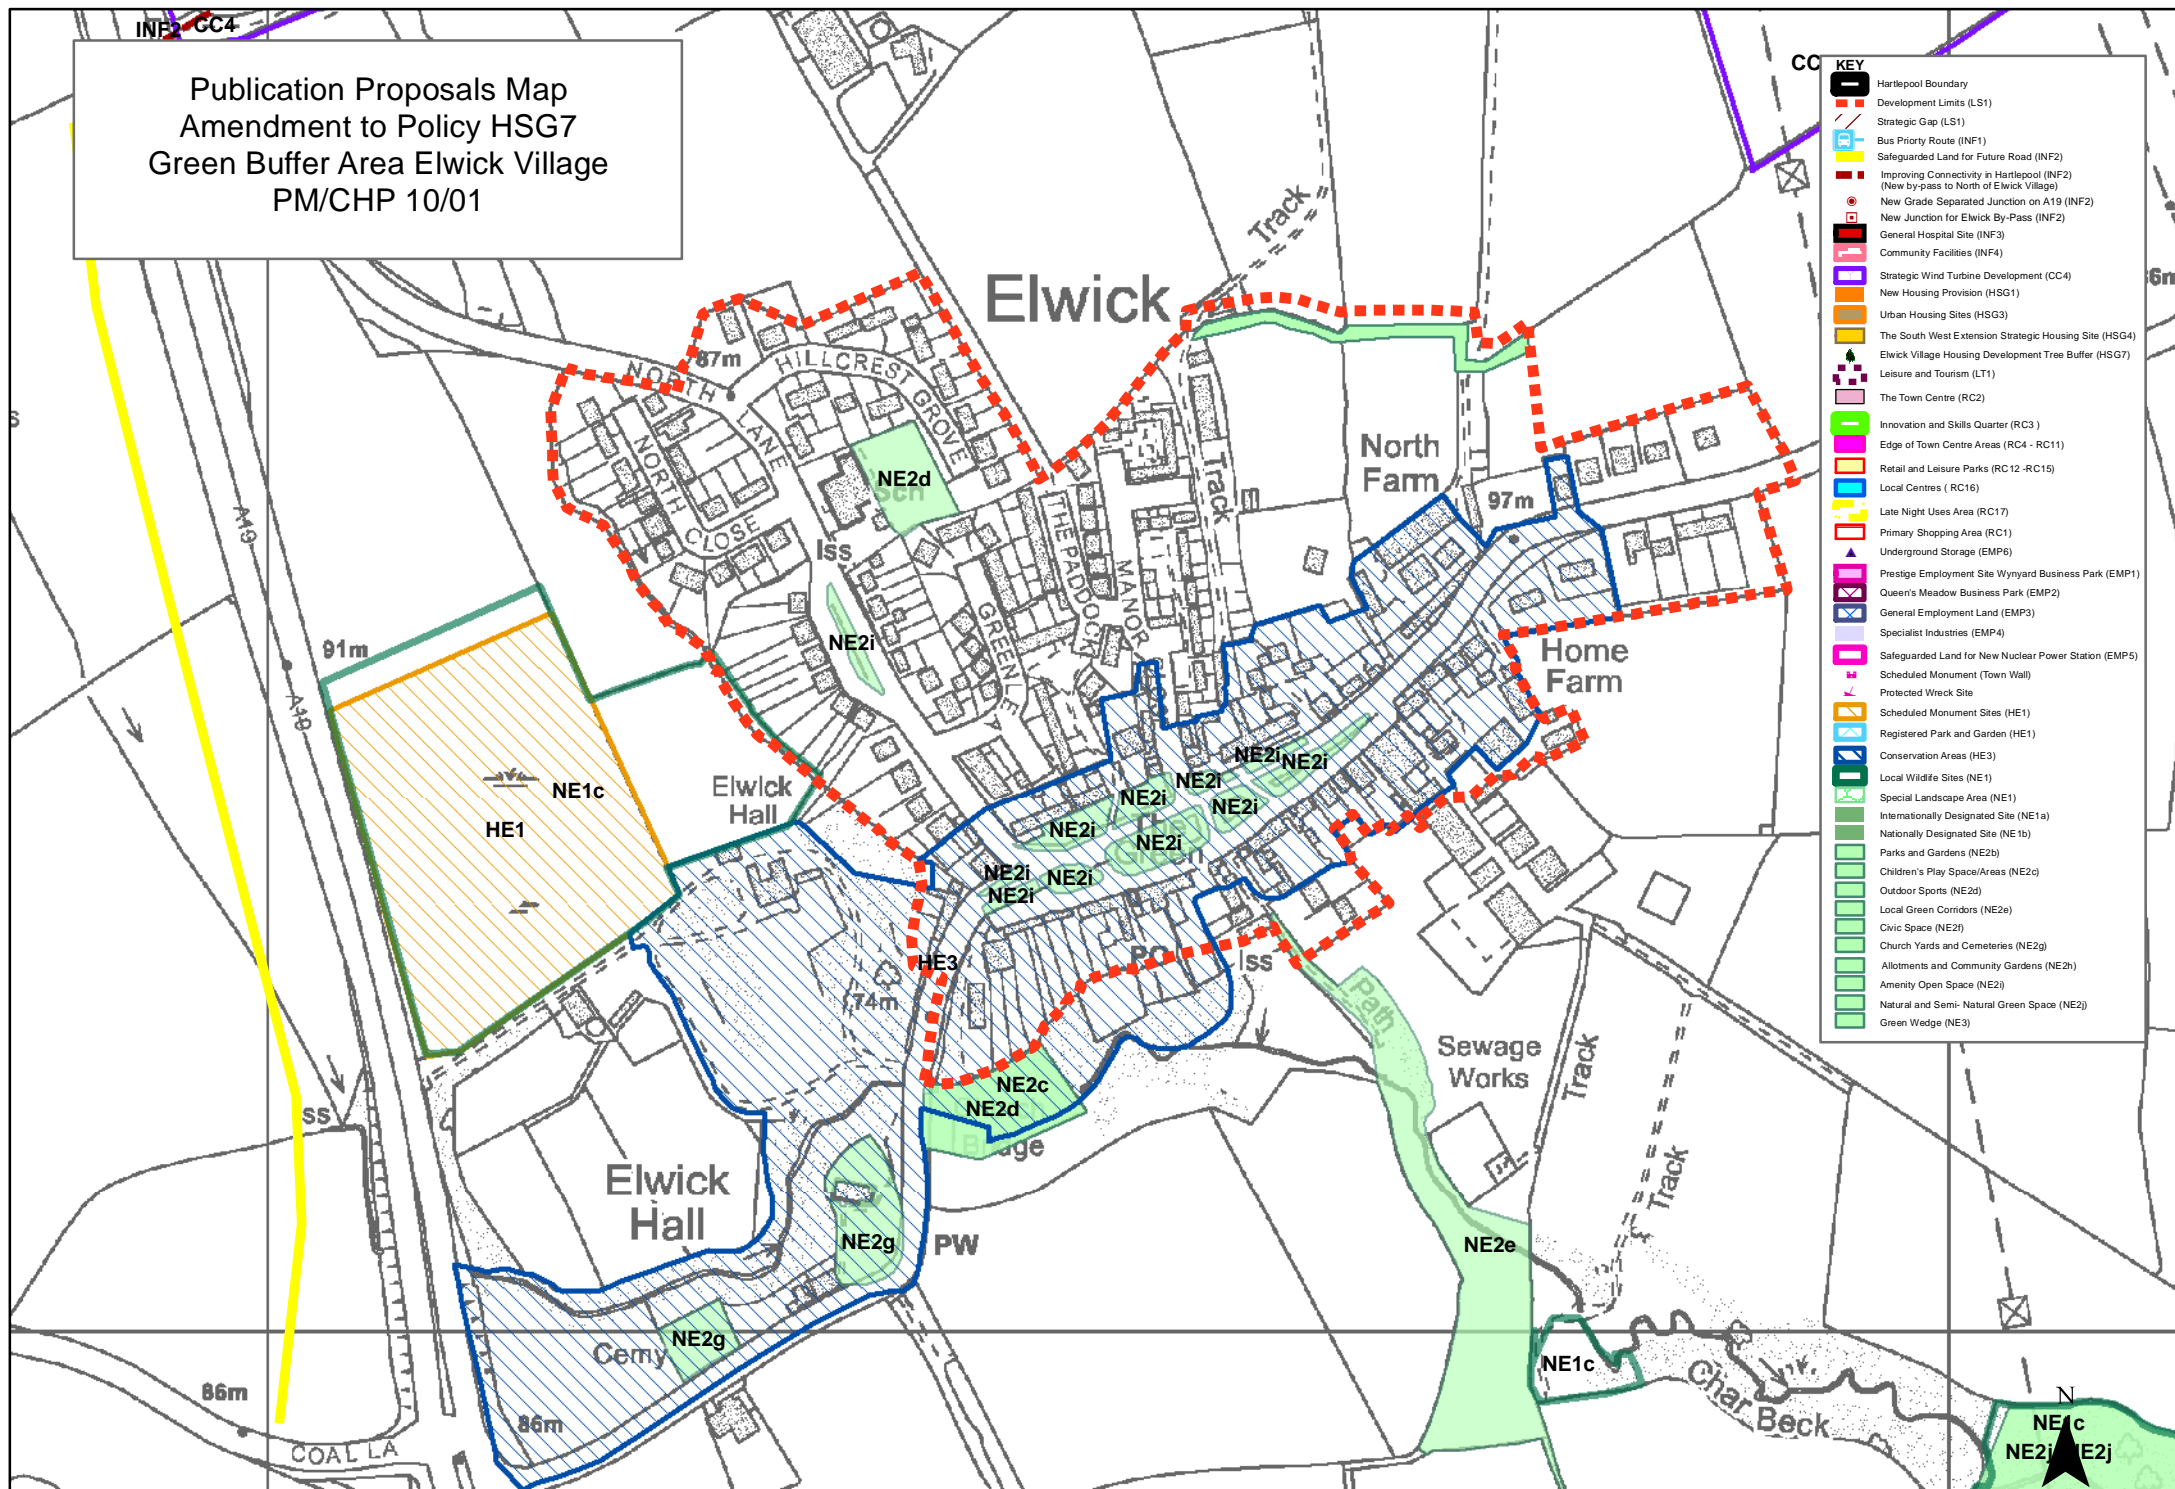 INF2 CC4
Publication Proposals Map
Amendment to Policy HSG7
Green Buffer Area Elwick Village
PM/CHP 10/01
KEY
Hartlepool Boundary
Development Limits (LS1)
Strategic Gap (LS1)
Bus Priorty Route (INF1)
Safeguarded Land for Future Road (INF2)
Improving Connectivity in Hartlepool (INF2)
(New by-pass to North of Elwick Village)
New Grade Separated Junction on A19 (INF2)
New Junction for Elwick By-Pass (INF2)
General Hospital Site (INF3)
Community Facilities (INF4)
Strategic Wind Turbine Development (CC4)
New Housing Provision (HSG1)
Urban Housing Sites (HSG3)
The South West Extension Strategic Housing Site (HSG4)
Elwick Village Housing Development Tree Buffer (HSG7)
Leisure and Tourism (LT1)
The Town Centre (RC2)
Innovation and Skills Quarter (RC3 )
Edge of Town Centre Areas (RC4 - RC11)
Retail and Leisure Parks (RC12 -RC15)
Local Centres ( RC16)
Late Night Uses Area (RC17)
Primary Shopping Area (RC1)
Underground Storage (EMP6)
Prestige Employment Site Wynyard Business Park (EMP1)
Queen's Meadow Business Park (EMP2)
General Employment Land (EMP3)
Specialist Industries (EMP4)
Safeguarded Land for New Nuclear Power Station (EMP5)
Scheduled Monument (Town Wall)
Protected Wreck Site
Scheduled Monument Sites (HE1)
Registered Park and Garden (HE1)
Conservation Areas (HE3)
Local Wildlife Sites (NE1)
Special Landscape Area (NE1)
Internationally Designated Site (NE1a)
Nationally Designated Site (NE1b)
Parks and Gardens (NE2b)
Children's Play Space/Areas (NE2c)
Outdoor Sports (NE2d)
Local Green Corridors (NE2e)
Civic Space (NE2f)
Church Yards and Cemeteries (NE2g)
Allotments and Community Gardens (NE2h)
Amenity Open Space (NE2i)
Natural and Semi- Natural Green Space (NE2j)
Green Wedge (NE3)
CC
6m
Track
Elwick
87m
NORTH
LANE
HILLCREST GROVE
NORTH
CLOSE
NE2d
Sch
Iss
NE2i
THE PADDOCK
MANOR
GREENLEY
Track
North
Farm
97m
Home
Farm
A19
A19
91m
NE1c
HE1
Elwick
Hall
NE2i
NE2i
NE2i
NE2i
NE2i
NE2i
NE2i
The
Green
NE2i
NE2i
NE2i
HE3
74m
PO
Iss
Path
Sewage
Works
Track
Track
NE2c
NE2d
Bridge
Elwick
Hall
NE2g
PW
NE2e
NE2g
Cemy
ss
86m
86m
COAL LA
NE1c
Char Beck
N
NE1c
NE2j NE2j